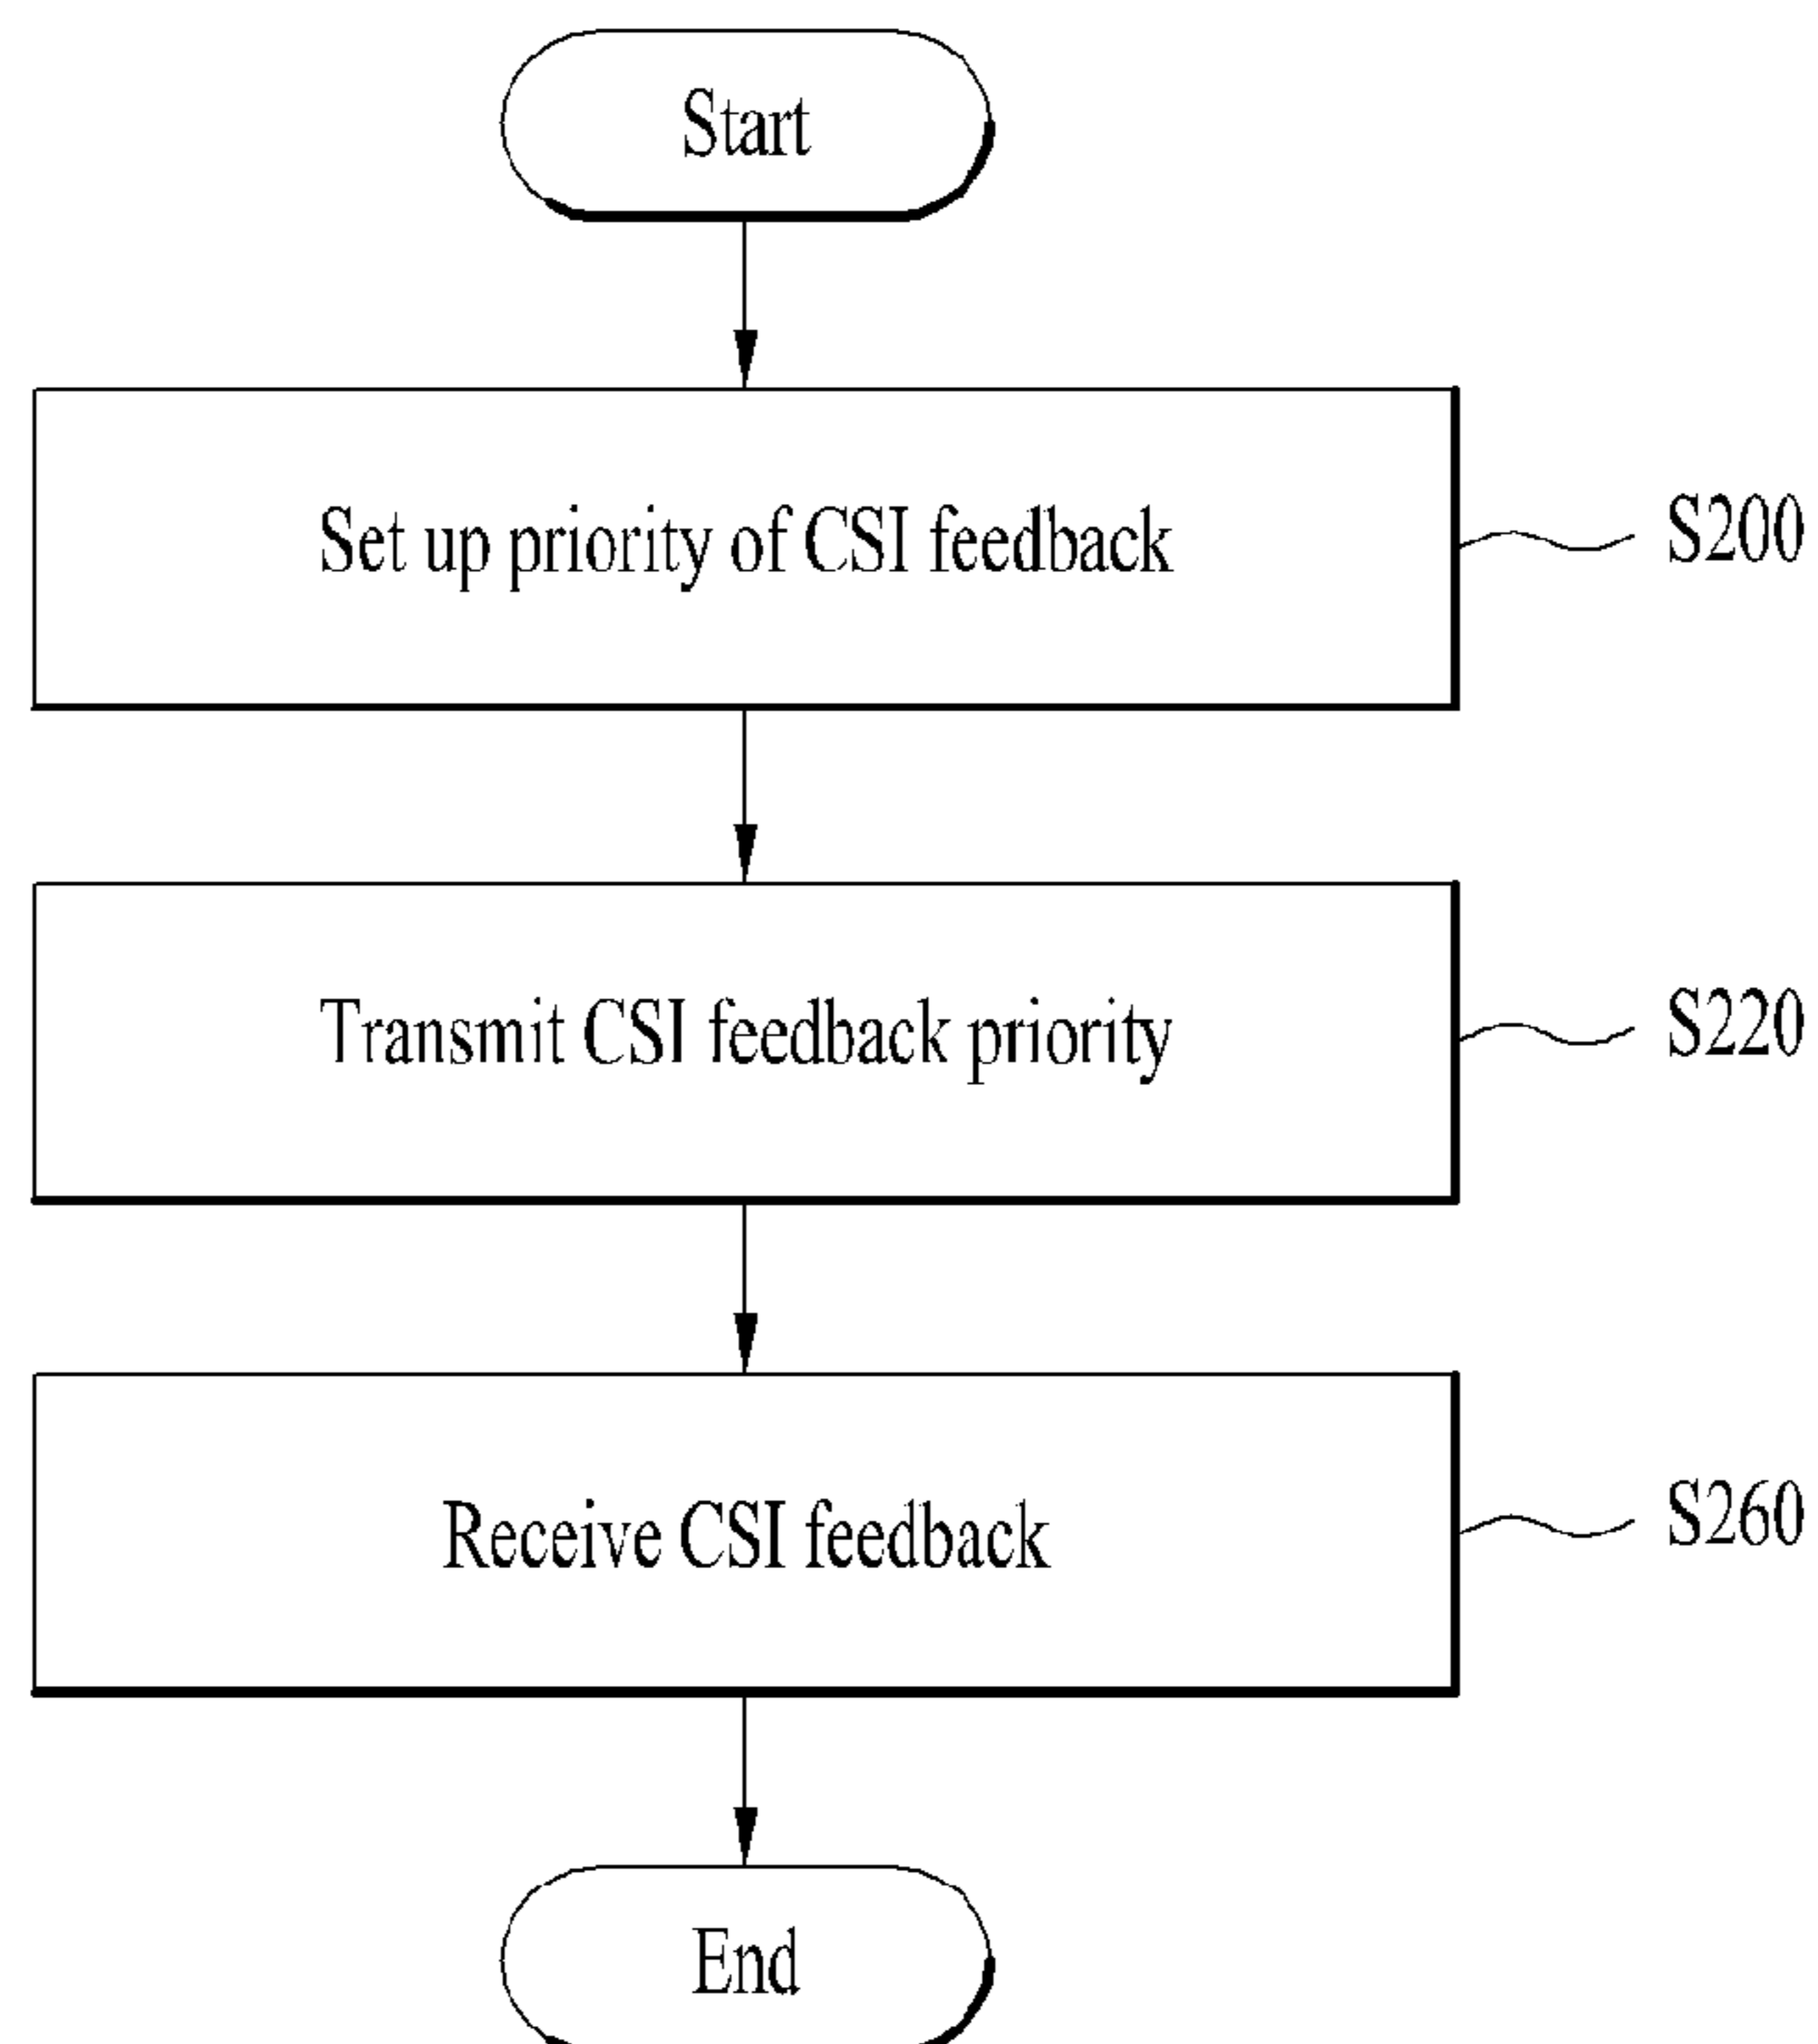 Start
Set up priority of CSI feedback
S200
Transmit CSI feedback priority
S220
Receive CSI feedback
S260
End